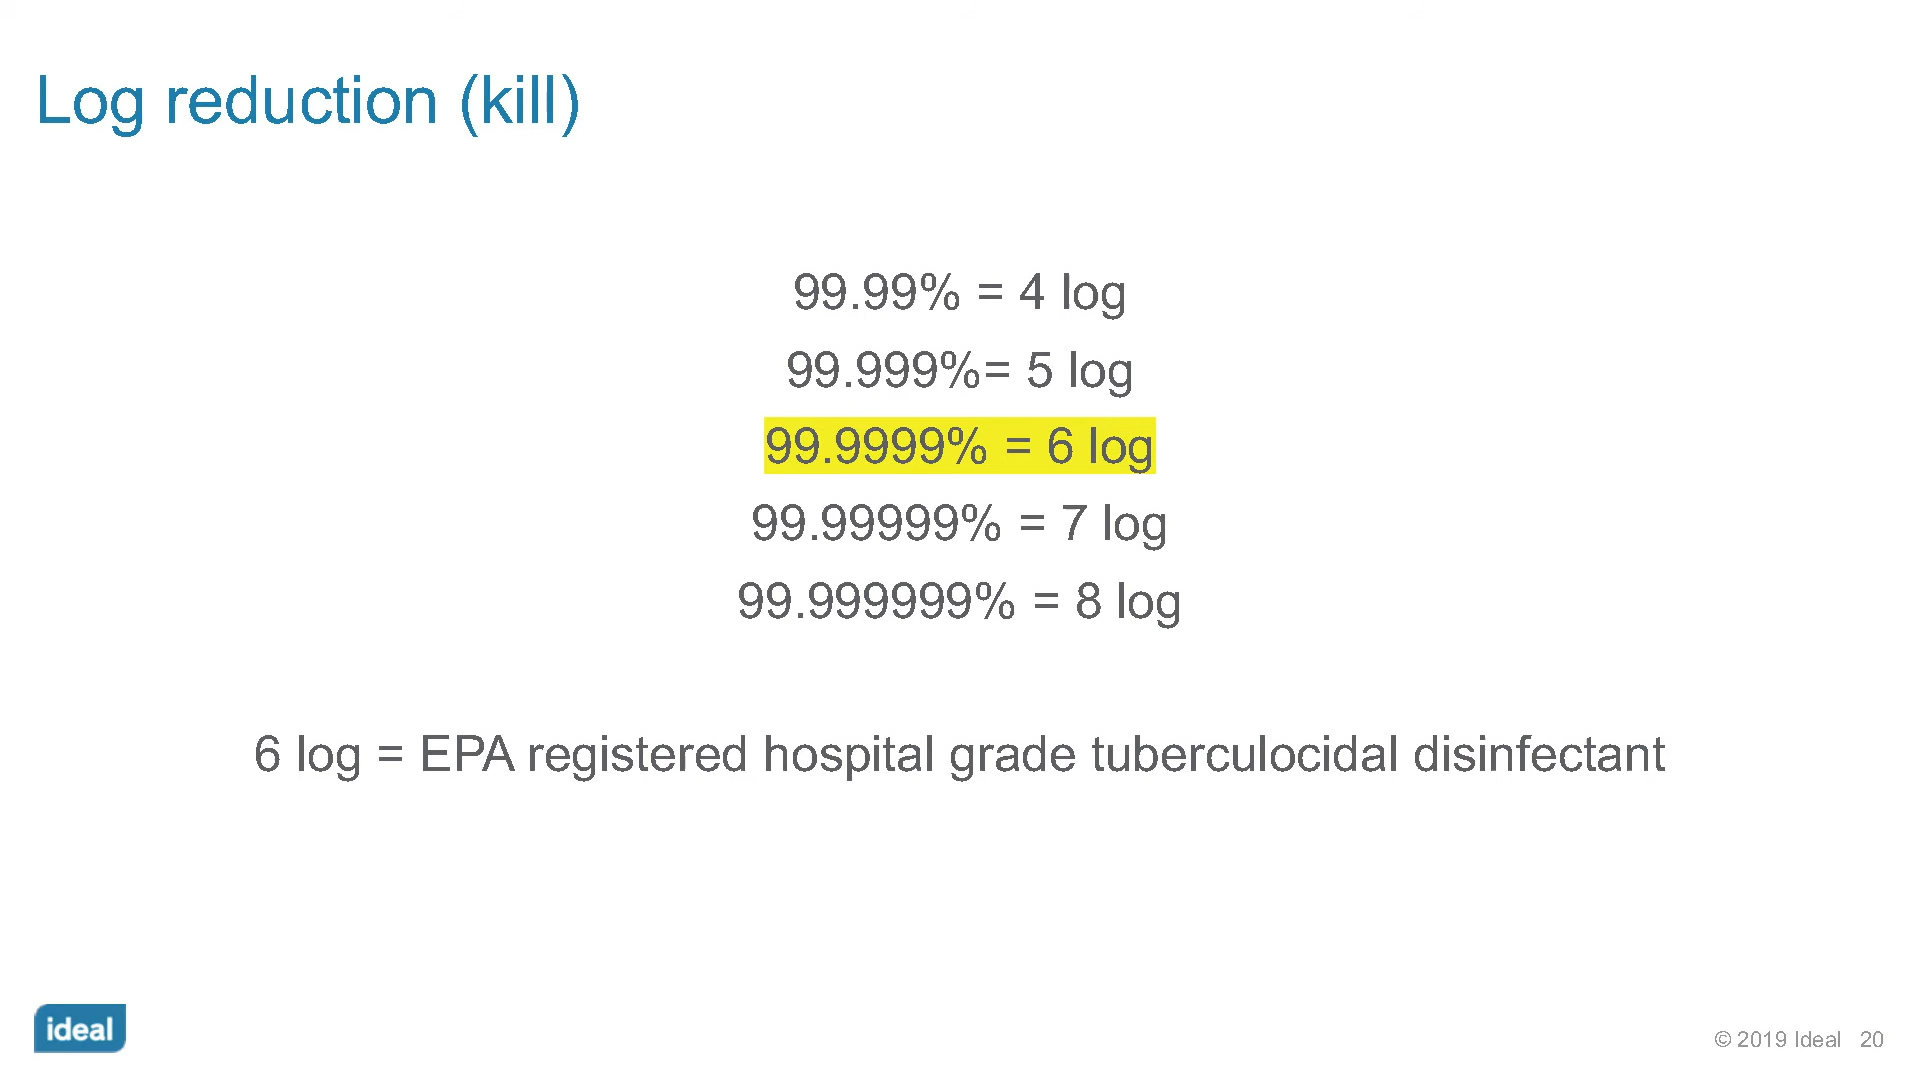 Log reduction (kill)
99.99% = 4 log
99.999%= 5 log
99.9999% = 6 log
99.99999% = 7 log
99.999999% = 8 log
6 log = EPA registered hospital grade tuberculocidal disinfectant
ideal
© 2019 Ideal 20